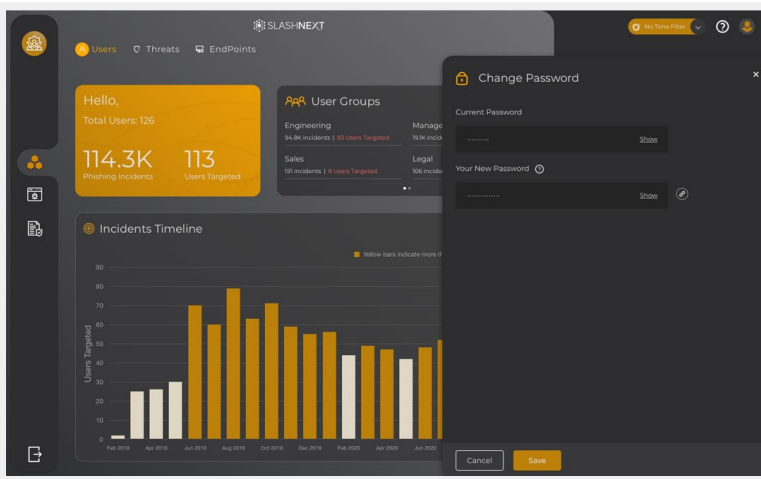 SLASHNEXT
No Time Filter
Users
Threats
EndPoints
Hello,
Total Users: 126
114.3K
Phishing Incidents
113
Users Targeted
User Groups
Engineering
94.8K incidents | 93 Users Targeted
Manage
19.1K incid
Sales
191 incidents | 8 Users Targeted
Legal
106 incide
Incidents Timeline
Yellow bars indicate more th
Users Targeted
90
80
70
60
50
40
30
20
10
0
Feb 2019
Apr 2019
Jun 2019
Aug 2019
Oct 2019
Dec 2019
Feb 2020
Apr 2020
Jun 2020
Change Password
×
Current Password
Show
Your New Password
Show
Cancel
Save